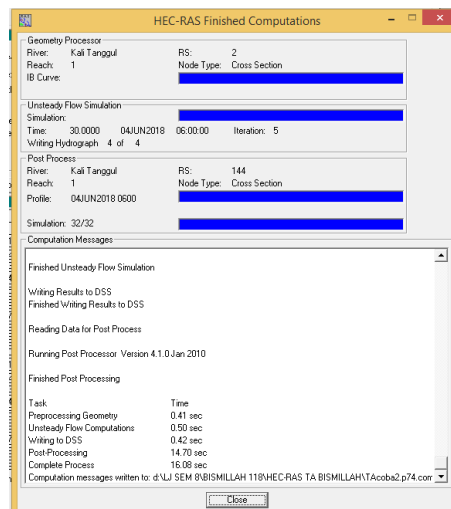 HEC-RAS Finished Computations
Geometry Processor
River: Kali Tanggul RS: 2
Reach: 1 Node Type: Cross Section
IB Curve:
Unsteady Flow Simulation
Simulation:
Time: 30.0000 04JUN2018 06:00:00 Iteration: 5
Writing Hydrograph 4 of 4
Post Process
River: Kali Tanggul RS: 144
Reach: 1 Node Type: Cross Section
Profile: 04JUN2018 0600
Simulation: 32/32
Computation Messages
Finished Unsteady Flow Simulation
Writing Results to DSS
Finished Writing Results to DSS
Reading Data for Post Process
Running Post Processor Version 4.1.0 Jan 2010
Finished Post Processing
Task Time
Preprocessing Geometry 0.41 sec
Unsteady Flow Computations 0.50 sec
Writing to DSS 0.42 sec
Post-Processing 14.70 sec
Complete Process 16.08 sec
Computation messages written to: d:\LJ SEM 8\BISMILLAH 118\HEC-RAS TA BISMILLAH\TAcoba2.p74.com
Close